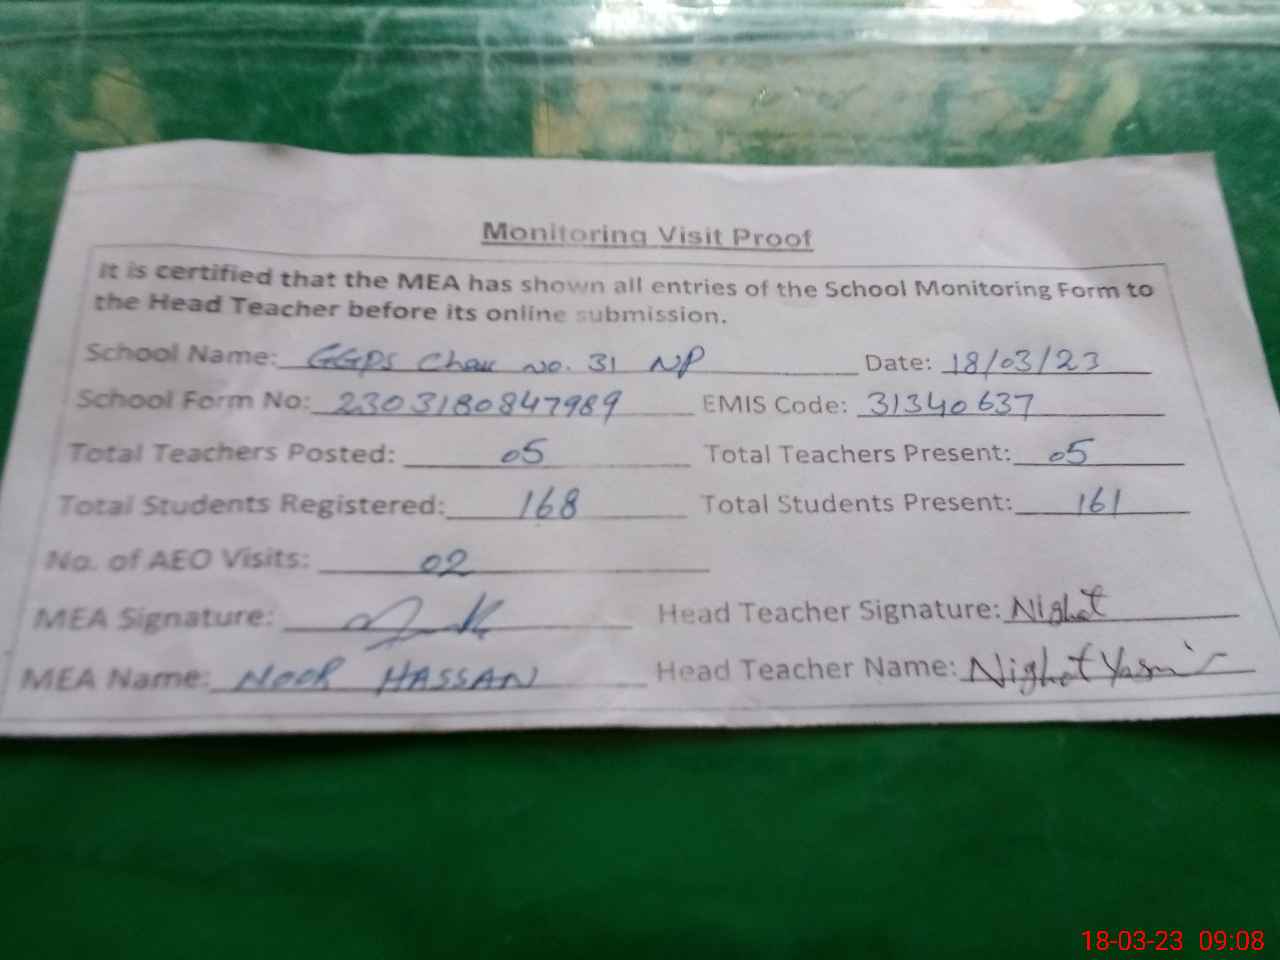 Monitoring Visit Proof
It is certified that the MEA has shown all entries of the School Monitoring Form to
the Head Teacher before its online submission.
School Name: GGPS Chak No. 31 NP Date: 18/03/23
School Form No: 2303180847989 EMIS Code: 31340637
Total Teachers Posted: 05 Total Teachers Present: 05
Total Students Registered: 168 Total Students Present: 161
No. of AEO Visits: 02
MEA Signature: Head Teacher Signature: Nighat
MEA Name: NOOR HASSAN Head Teacher Name: Nighat Yasmin
18-03-23 09:08